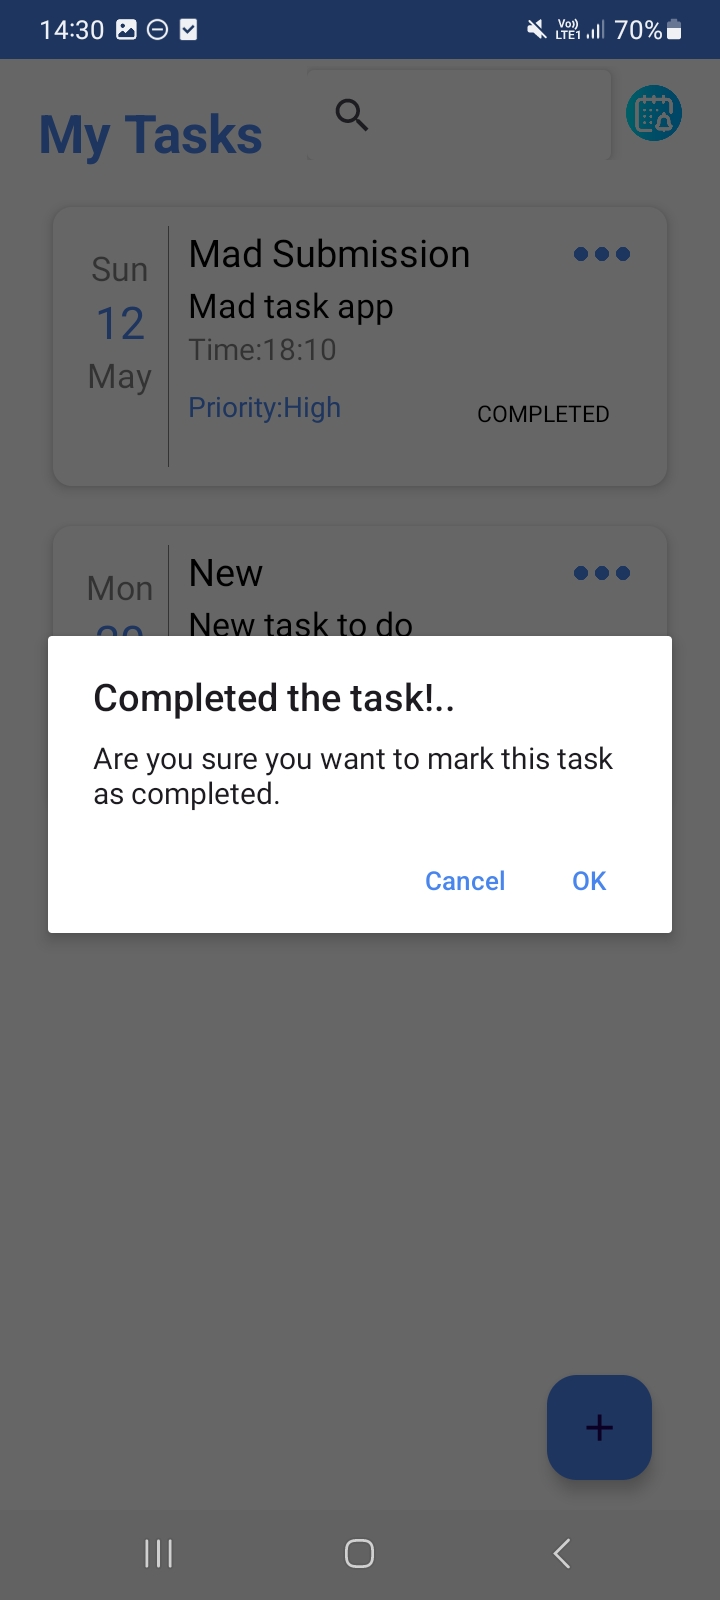 14:30
Vo))
LTE1
70%
My Tasks
Sun
12
May
Mad Submission
Mad task app
Time:18:10
Priority:High
COMPLETED
Mon
New
New task to do
Completed the task!..
Are you sure you want to mark this task
as completed.
Cancel
OK
+